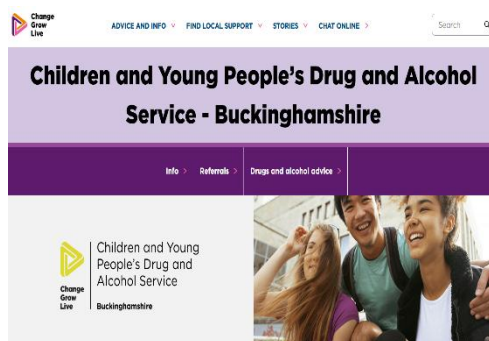 Change
Grow
Live
ADVICE AND INFO FIND LOCAL SUPPORT STORIES CHAT ONLINE Search
Children and Young People's Drug and Alcohol
Service - Buckinghamshire
Info Referrals Drugs and alcohol advice
Children and Young
People's Drug and
Alcohol Service
Change
Grow
Live
Buckinghamshire